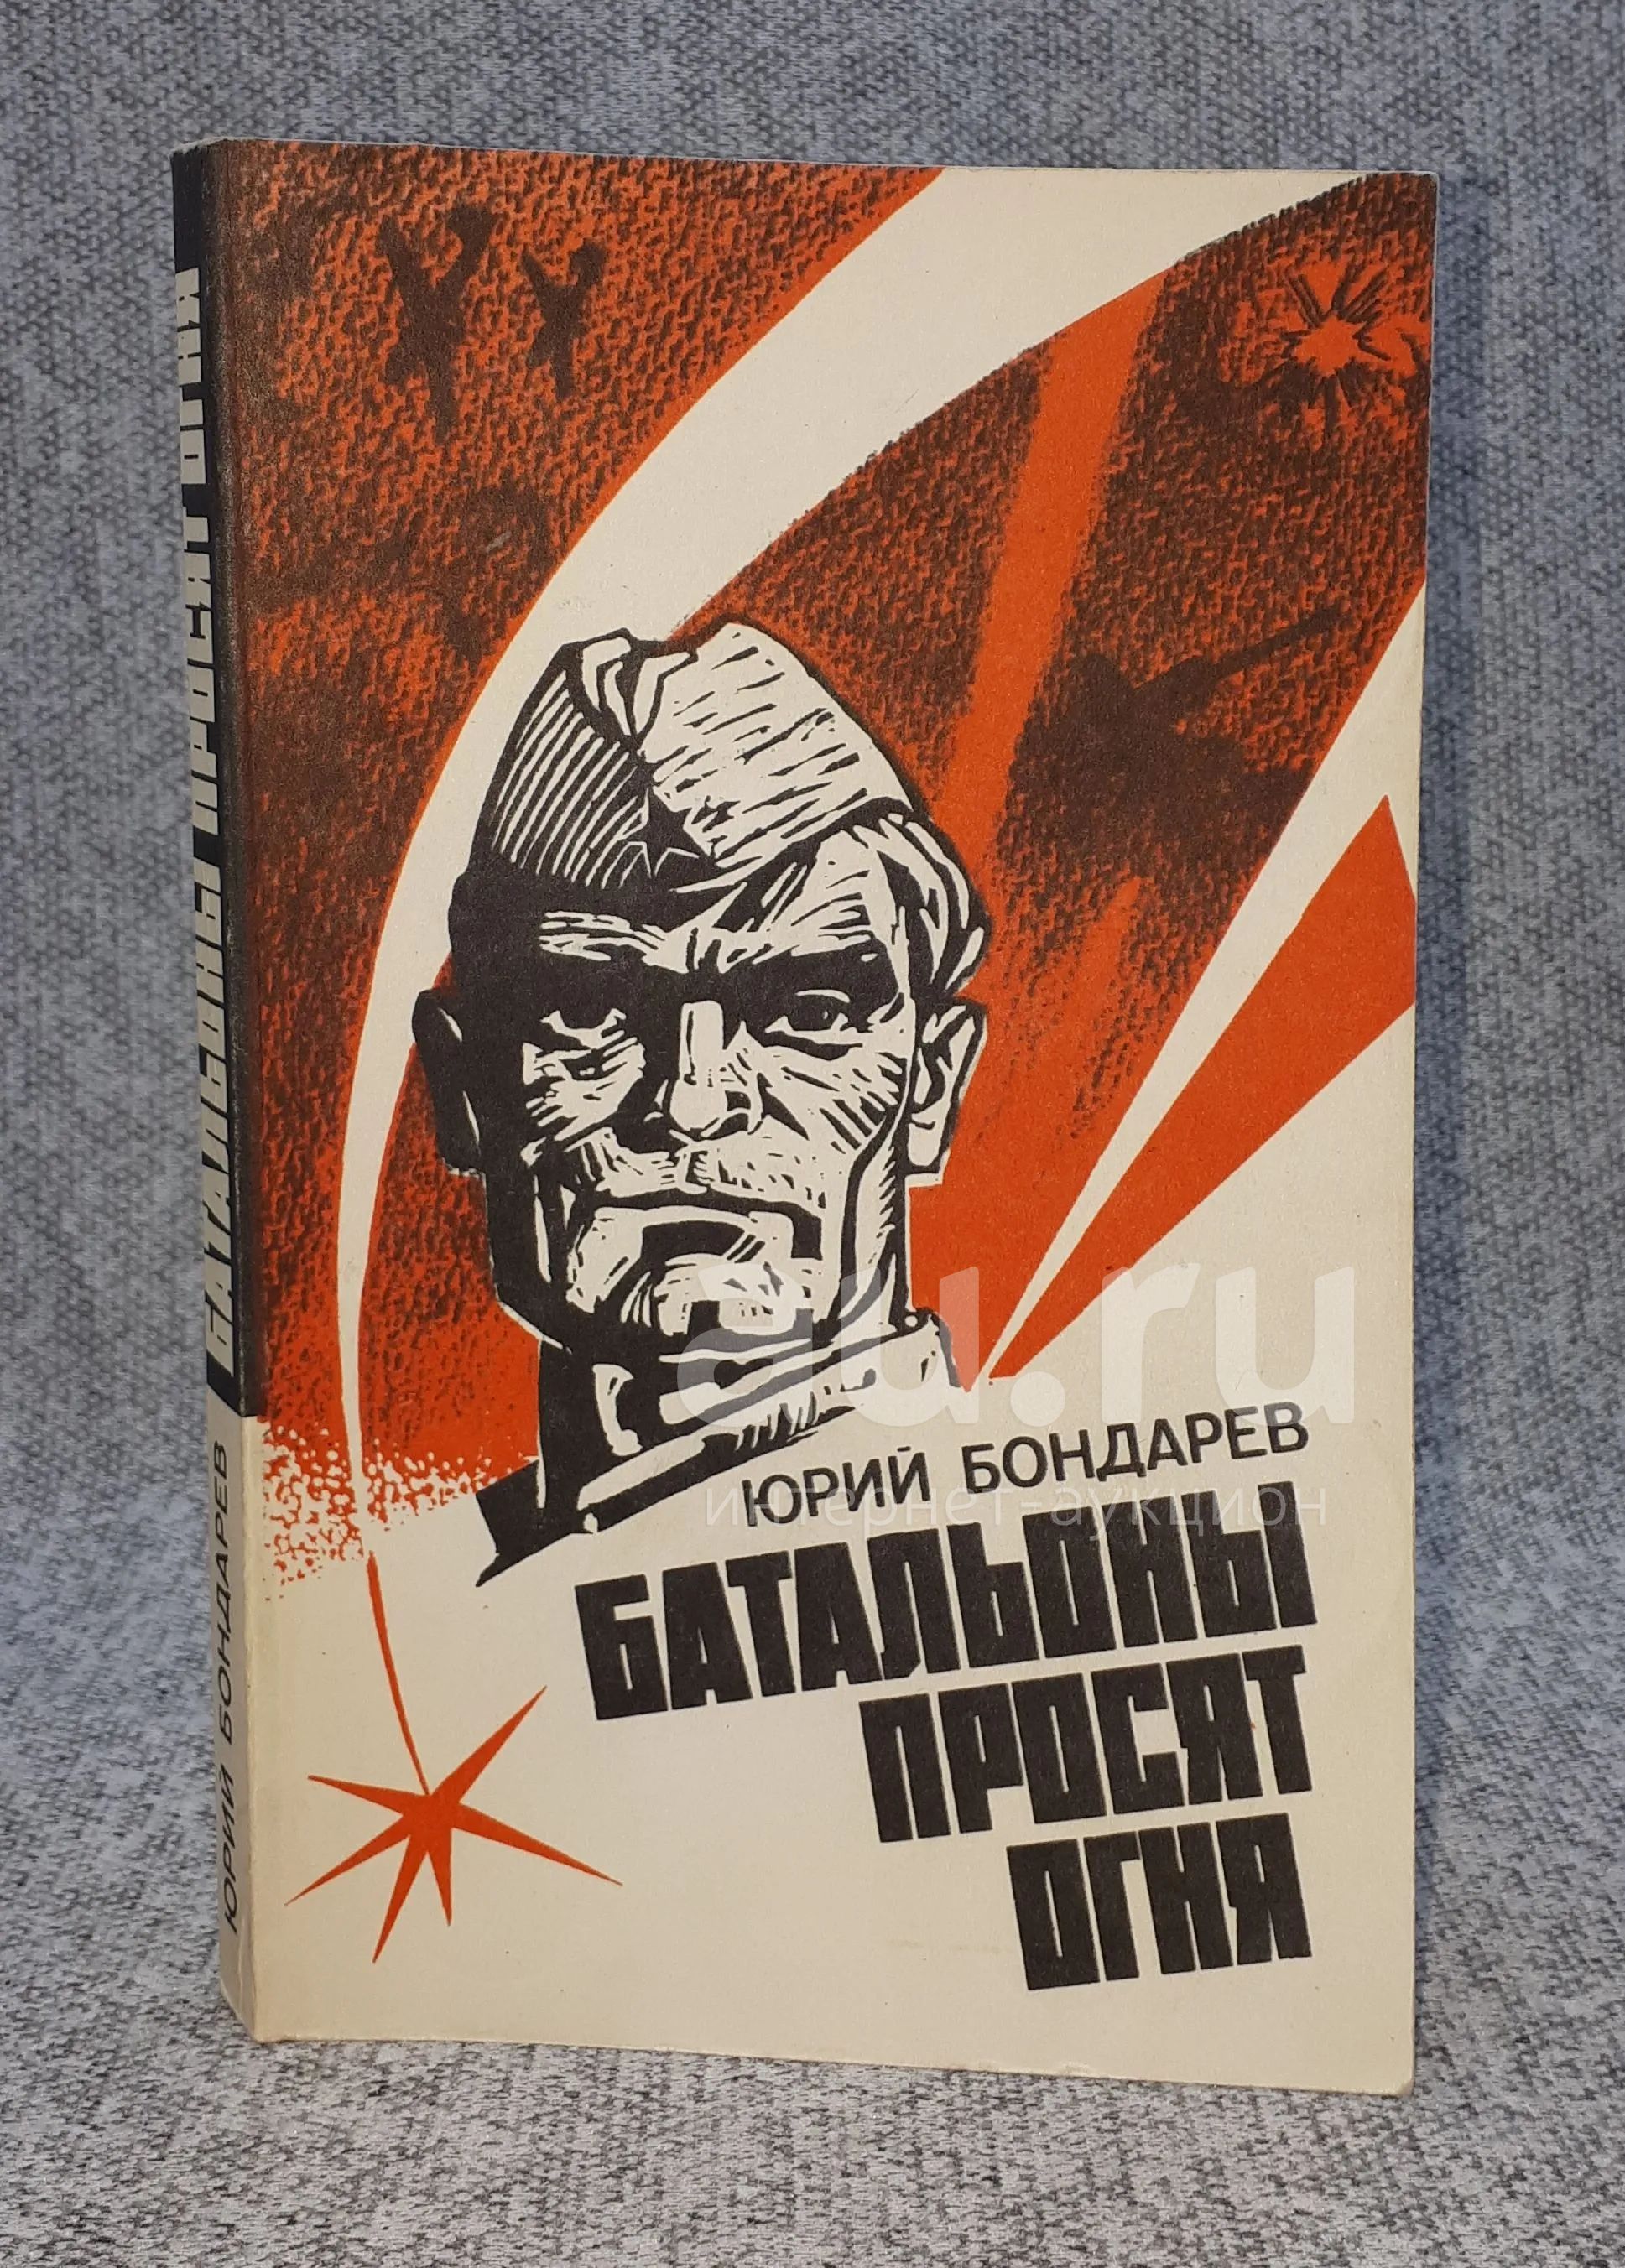 БАТАЛЬОНЫ ПРОСЯТ ОГНЯ
ЮРИЙ БОНДАРЕВ
au.ru
ЮРИЙ БОНДАРЕВ
интернет-аукцион
БАТАЛЬОНЫ
ПРОСЯТ
ОГНЯ